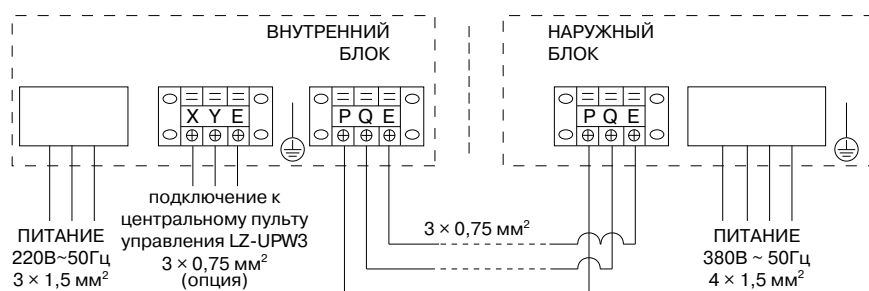 ВНУТРЕННИЙ
БЛОК
НАРУЖНЫЙ
БЛОК
X Y E
P Q E
P Q E
ПИТАНИЕ
220В~50Гц
3 × 1,5 мм²
подключение к
центральному пульту
управления LZ-UPW3
3 × 0,75 мм²
(опция)
3 × 0,75 мм²
ПИТАНИЕ
380В ~ 50Гц
4 × 1,5 мм²